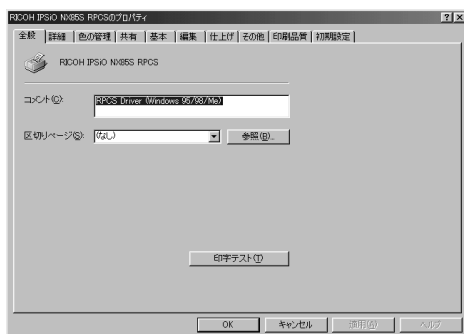 RICOH IPSiO NX85S RPCSのプロパティ
全般 詳細 色の管理 共有 基本 編集 仕上げ その他 印刷品質 初期設定
RICOH IPSiO NX85S RPCS
コメント(C):
RPCS Driver (Windows 95/98/Me)
区切りページ(S): (なし) 参照(B)...
印字テスト(T)
OK キャンセル 適用(A) ヘルプ